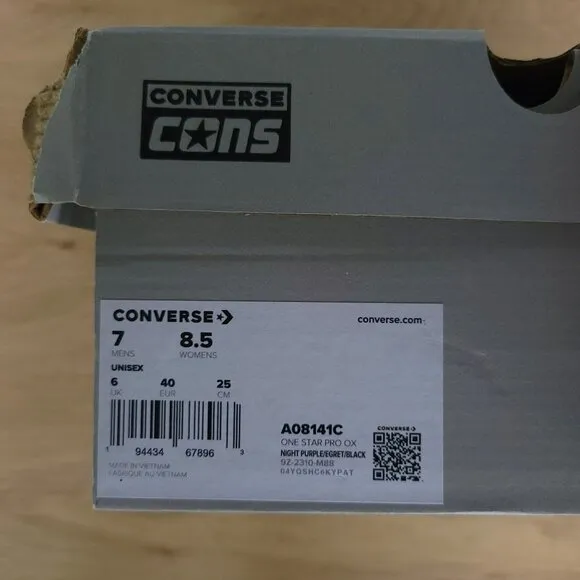 CONVERSE
CONS
CONVERSE
converse.com
7 8.5
MENS WOMENS
UNISEX
6 40 25
UK EUR CM
1 94434 67896 3
A08141C
ONE STAR PRO OX
NIGHT PURPLE/EGRET/BLACK
9Z-2310-M88
04YQSHC6KYPAT
CONVERSE
MADE IN VIETNAM
FABRIQUÉ AU VIETNAM